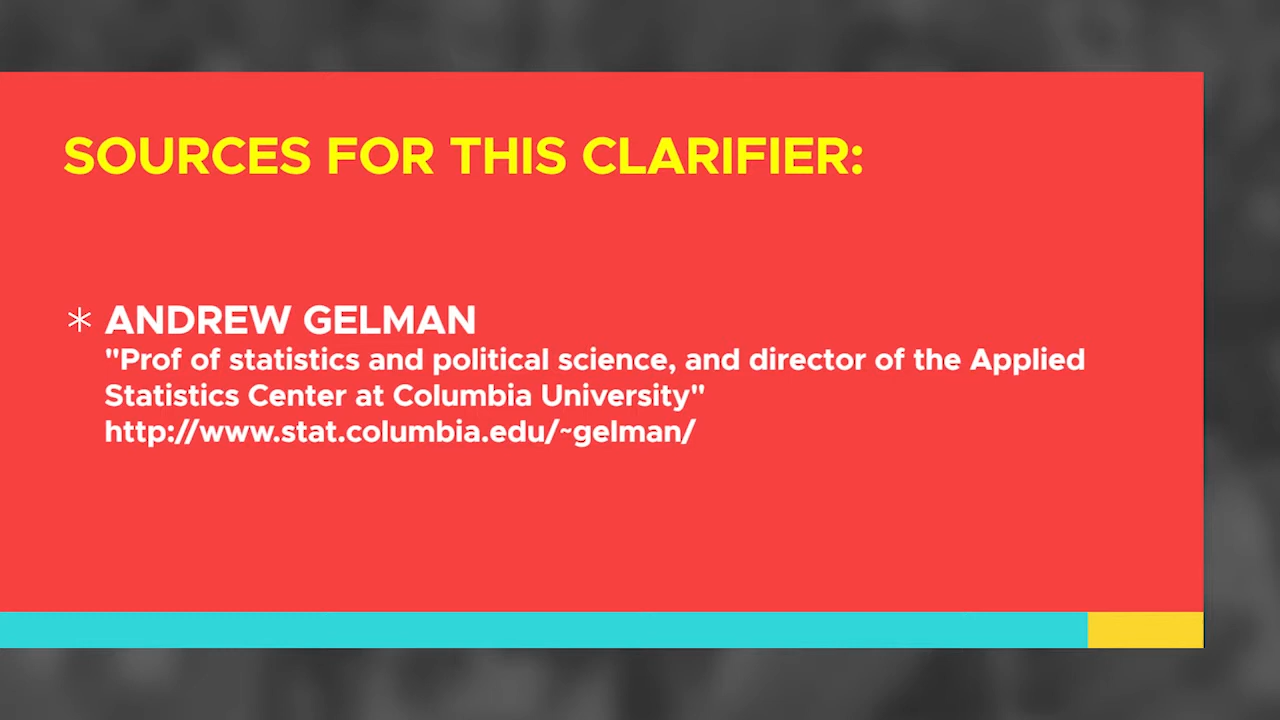 SOURCES FOR THIS CLARIFIER:
* ANDREW GELMAN
"Prof of statistics and political science, and director of the Applied
Statistics Center at Columbia University"
http://www.stat.columbia.edu/~gelman/